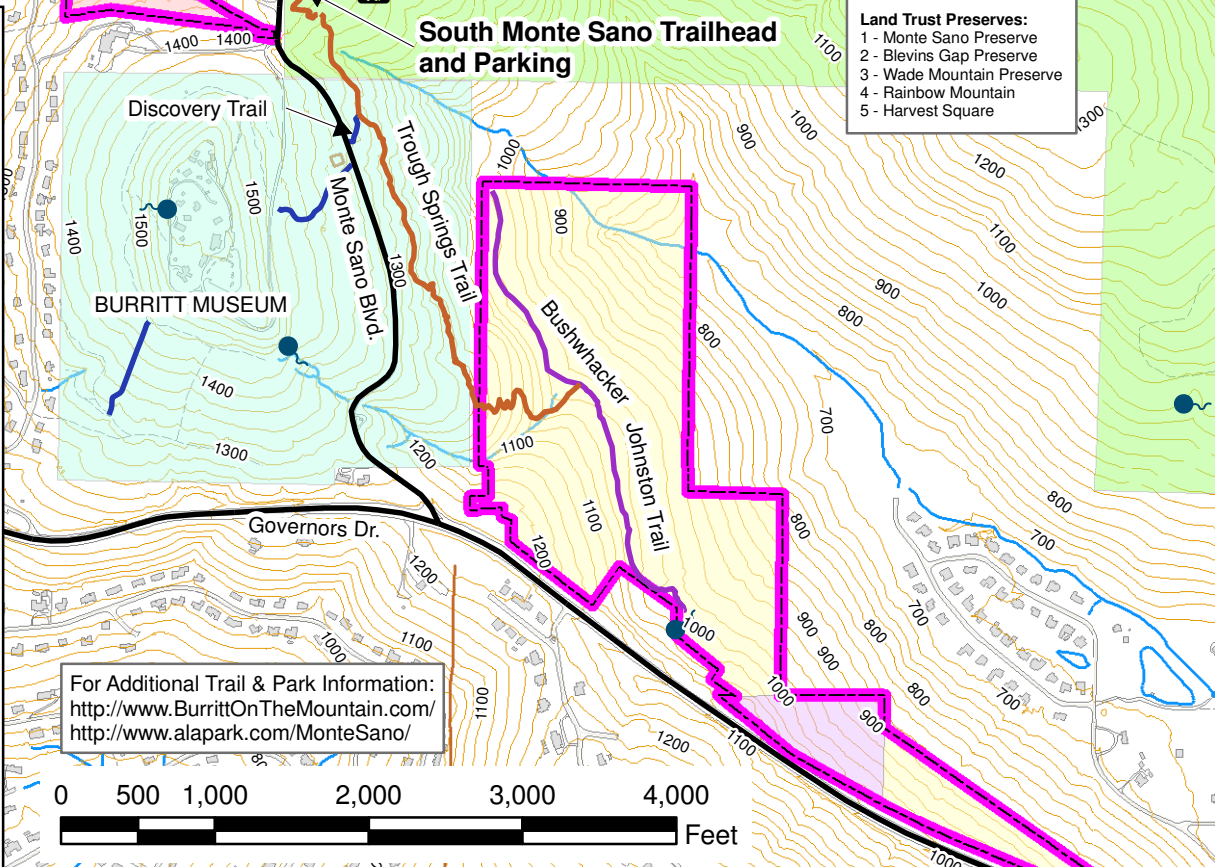 South Monte Sano Trailhead
and Parking
Land Trust Preserves:
1 - Monte Sano Preserve
2 - Blevins Gap Preserve
3 - Wade Mountain Preserve
4 - Rainbow Mountain
5 - Harvest Square
1400
1400
1100
1300
Discovery Trail
Trough Springs Trail
1000
900
1000
1200
1500
1500
1400
Monte Sano Blvd.
1300
900
1100
1000
900
800
BURRITT MUSEUM
Bushwhacker
Johnston Trail
800
1400
1300
1200
1100
700
1100
1200
800
800
700
Governors Dr.
1200
1000
1100
1000
900
900
800
700
700
800
1000
900
1100
1200
1100
1000
For Additional Trail & Park Information:
http://www.BurrittOnTheMountain.com/
http://www.alapark.com/MonteSano/
0 500 1,000 2,000 3,000 4,000
Feet